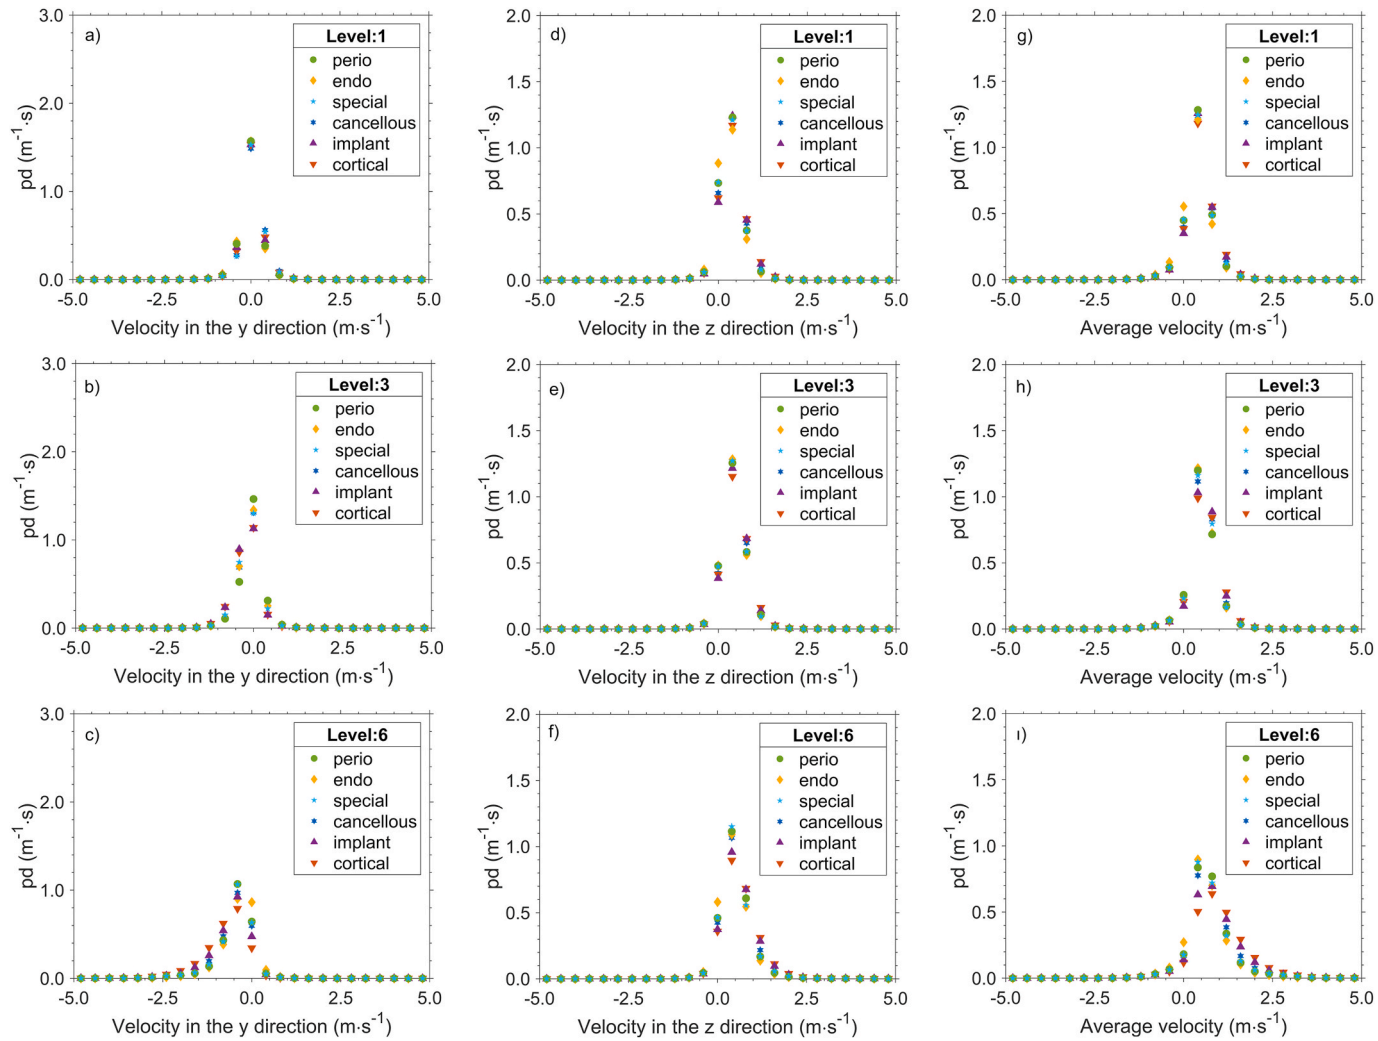 a)
Level:1
perio
endo
special
cancellous
implant
cortical
3.0
2.0
1.0
0.0
pd (m⁻¹·s)
-5.0 -2.5 0.0 2.5 5.0
Velocity in the y direction (m·s⁻¹)
d)
Level:1
perio
endo
special
cancellous
implant
cortical
2.0
1.5
1.0
0.5
0.0
pd (m⁻¹·s)
-5.0 -2.5 0.0 2.5 5.0
Velocity in the z direction (m·s⁻¹)
g)
Level:1
perio
endo
special
cancellous
implant
cortical
2.0
1.5
1.0
0.5
0.0
pd (m⁻¹·s)
-5.0 -2.5 0.0 2.5 5.0
Average velocity (m·s⁻¹)
b)
Level:3
perio
endo
special
cancellous
implant
cortical
3.0
2.0
1.0
0.0
pd (m⁻¹·s)
-5.0 -2.5 0.0 2.5 5.0
Velocity in the y direction (m·s⁻¹)
e)
Level:3
perio
endo
special
cancellous
implant
cortical
2.0
1.5
1.0
0.5
0.0
pd (m⁻¹·s)
-5.0 -2.5 0.0 2.5 5.0
Velocity in the z direction (m·s⁻¹)
h)
Level:3
perio
endo
special
cancellous
implant
cortical
2.0
1.5
1.0
0.5
0.0
pd (m⁻¹·s)
-5.0 -2.5 0.0 2.5 5.0
Average velocity (m·s⁻¹)
c)
Level:6
perio
endo
special
cancellous
implant
cortical
3.0
2.0
1.0
0.0
pd (m⁻¹·s)
-5.0 -2.5 0.0 2.5 5.0
Velocity in the y direction (m·s⁻¹)
f)
Level:6
perio
endo
special
cancellous
implant
cortical
2.0
1.5
1.0
0.5
0.0
pd (m⁻¹·s)
-5.0 -2.5 0.0 2.5 5.0
Velocity in the z direction (m·s⁻¹)
ı)
Level:6
perio
endo
special
cancellous
implant
cortical
2.0
1.5
1.0
0.5
0.0
pd (m⁻¹·s)
-5.0 -2.5 0.0 2.5 5.0
Average velocity (m·s⁻¹)